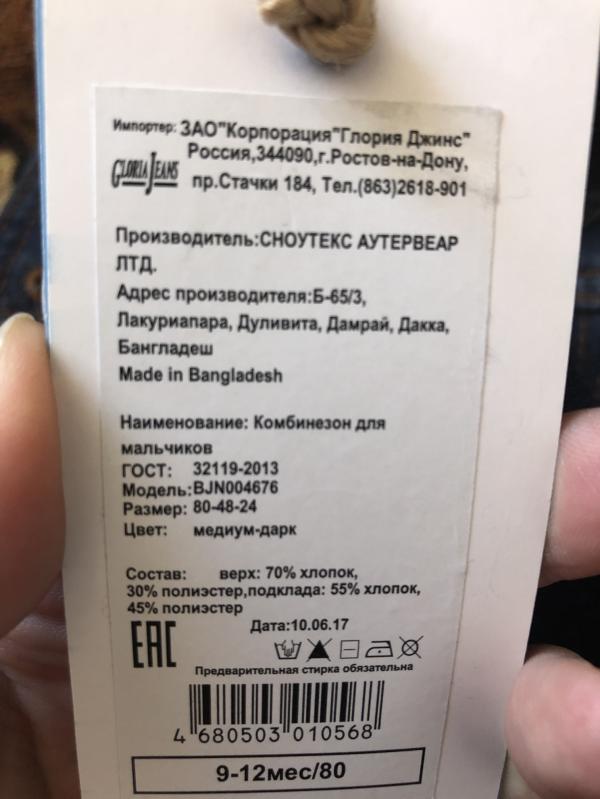 Импортер: ЗАО"Корпорация"Глория Джинс"
Россия,344090,г.Ростов-на-Дону,
GLORIA JEANS
пр.Стачки 184, Тел.(863)2618-901
Производитель:СНОУТЕКС АУТЕРВЕАР
ЛТД.
Адрес производителя:Б-65/3,
Лакуриапара, Дуливита, Дамрай, Дакка,
Бангладеш
Made in Bangladesh
Наименование: Комбинезон для
мальчиков
ГОСТ: 32119-2013
Модель:BJN004676
Размер: 80-48-24
Цвет: медиум-дарк
Состав: верх: 70% хлопок,
30% полиэстер,подклада: 55% хлопок,
45% полиэстер
Дата:10.06.17
EAC
Предварительная стирка обязательна
4 680503 010568
9-12мес/80